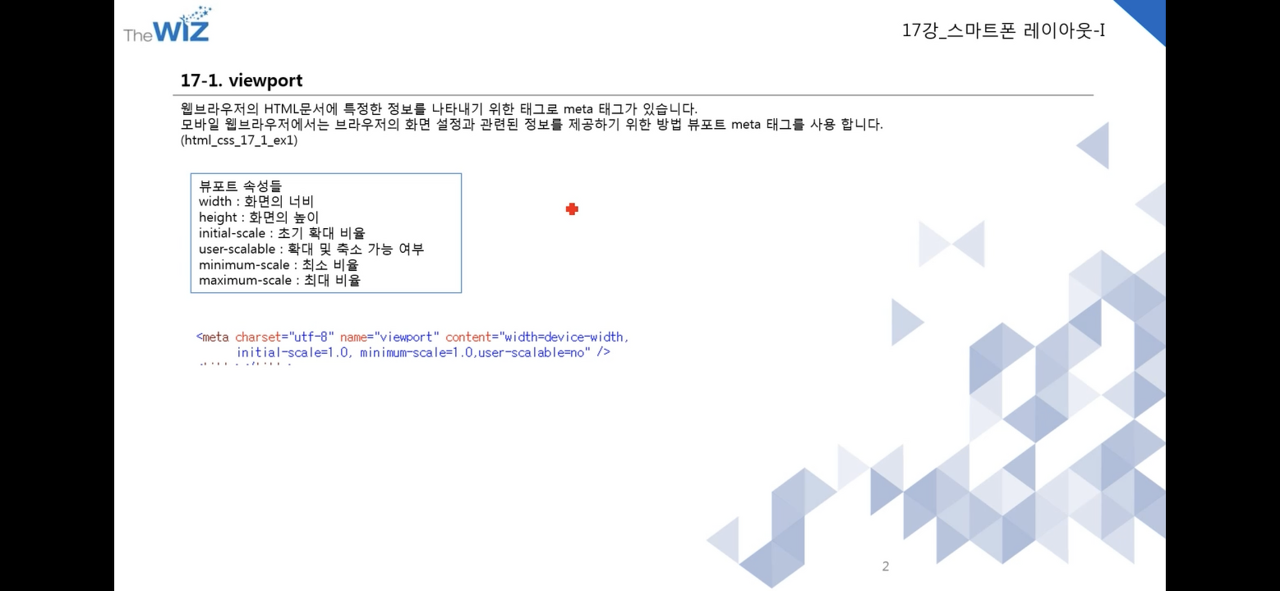 TheWIZ
17강_스마트폰 레이아웃-I
17-1. viewport
웹브라우저의 HTML문서에 특정한 정보를 나타내기 위한 태그로 meta 태그가 있습니다.
모바일 웹브라우저에서는 브라우저의 화면 설정과 관련된 정보를 제공하기 위한 방법 뷰포트 meta 태그를 사용 합니다.
(html_css_17_1_ex1)
뷰포트 속성들
width : 화면의 너비
height : 화면의 높이
initial-scale : 초기 확대 비율
user-scalable : 확대 및 축소 가능 여부
minimum-scale : 최소 비율
maximum-scale : 최대 비율
<meta charset="utf-8" name="viewport" content="width=device-width,
initial-scale=1.0, minimum-scale=1.0,user-scalable=no" />
2